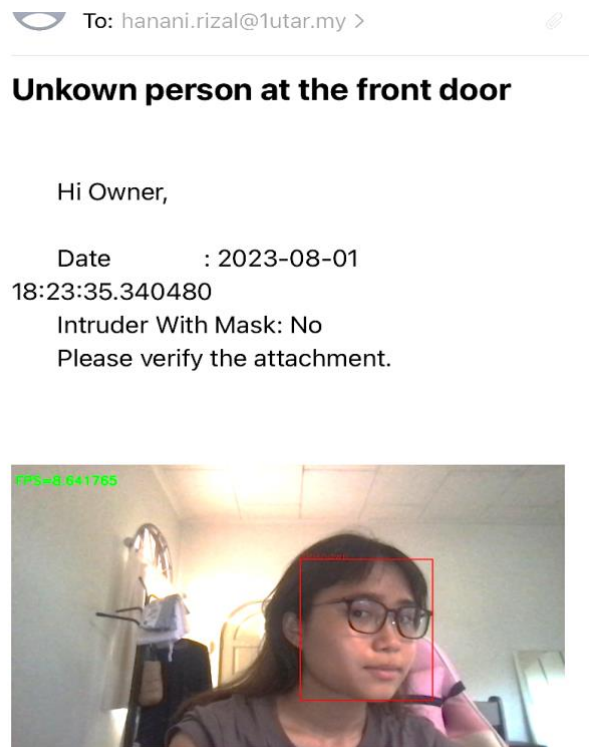 To: hanani.rizal@1utar.my >
Unkown person at the front door
Hi Owner,
Date : 2023-08-01
18:23:35.340480
Intruder With Mask: No
Please verify the attachment.
FPS=8.641765